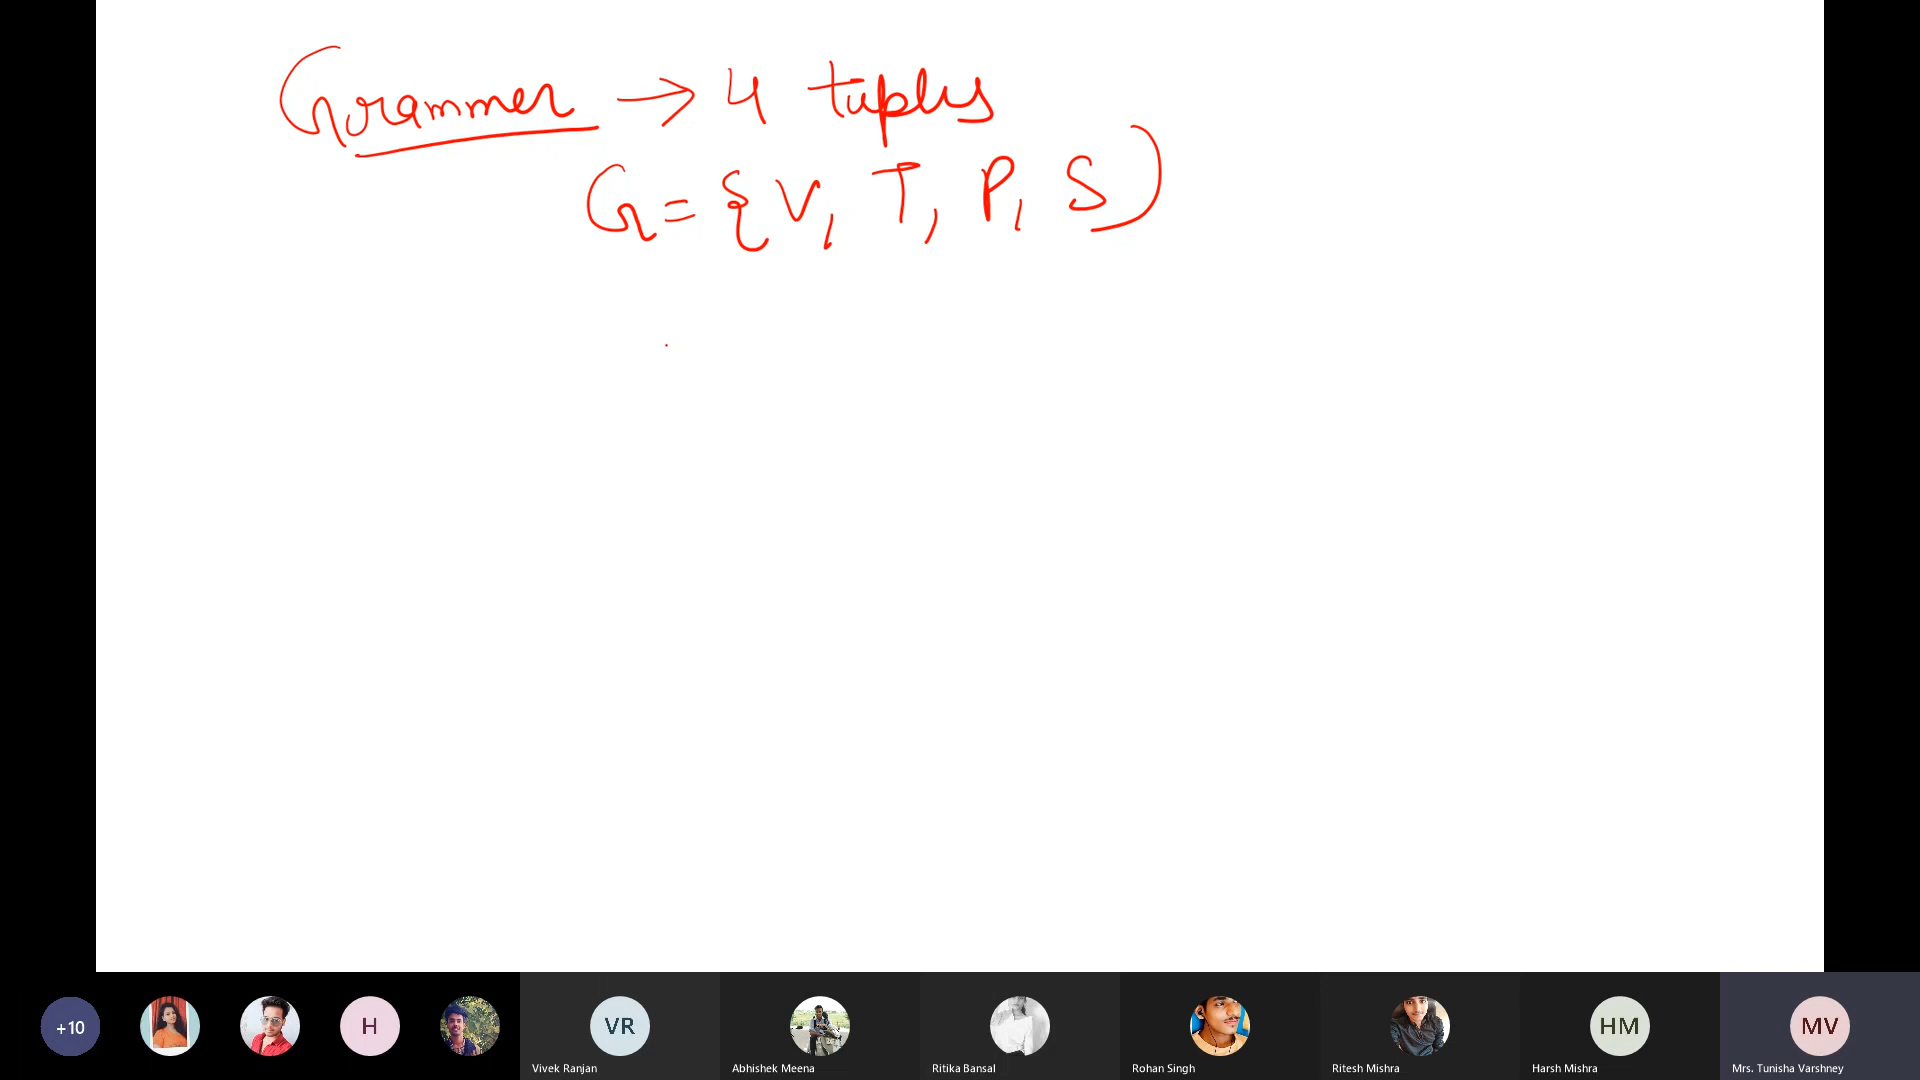 Grammer → 4 tuples
G = {V, T, P, S)
+10
H
VR
HM
MV
Vivek Ranjan
Abhishek Meena
Ritika Bansal
Rohan Singh
Ritesh Mishra
Harsh Mishra
Mrs. Tunisha Varshney